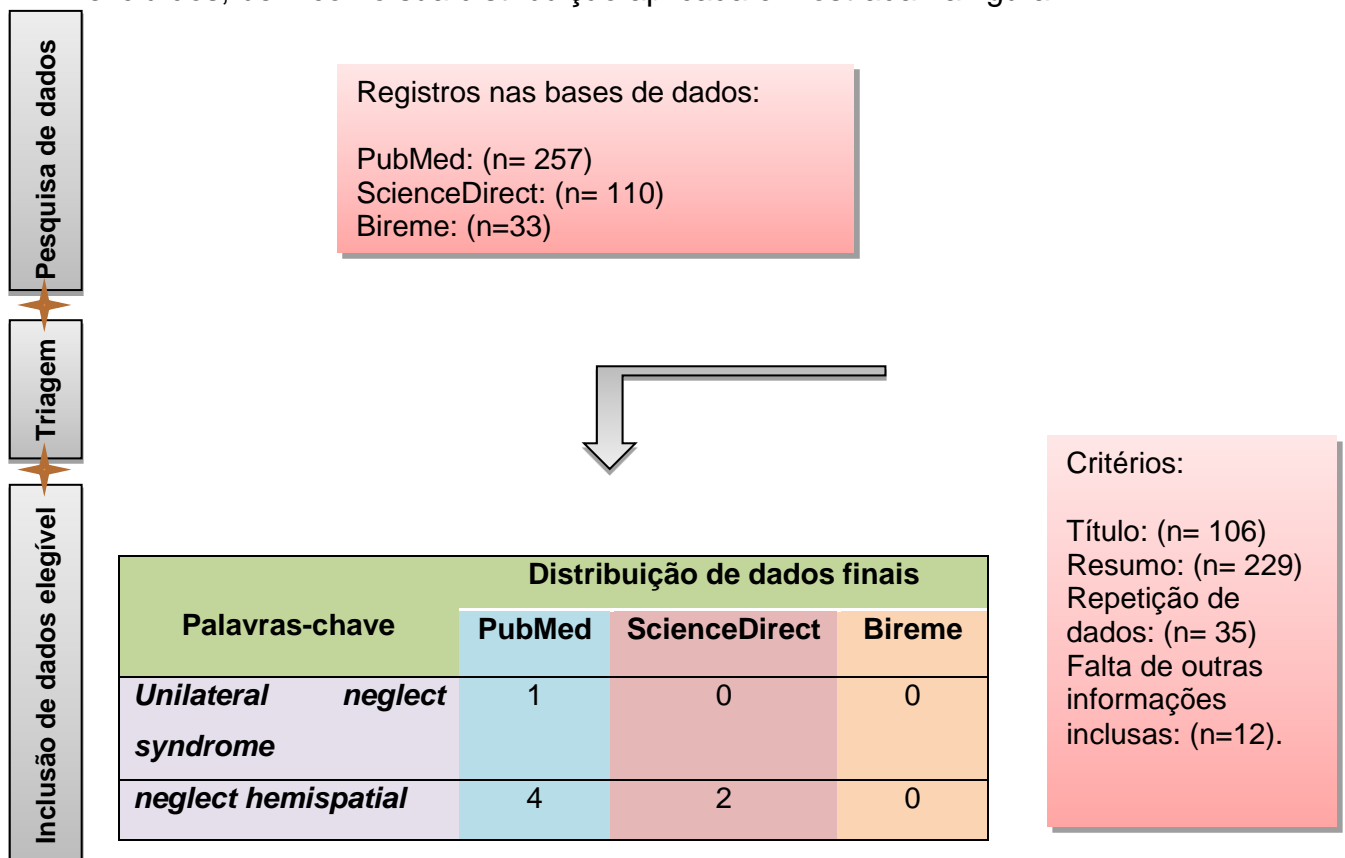 Pesquisa de dados
Registros nas bases de dados:
PubMed: (n= 257)
ScienceDirect: (n= 110)
Bireme: (n=33)
Triagem
Inclusão de dados elegível
Critérios:
Título: (n= 106)
Resumo: (n= 229)
Repetição de
dados: (n= 35)
Falta de outras
informações
inclusas: (n=12).
Distribuição de dados finais
Palavras-chave PubMed ScienceDirect Bireme
Unilateral neglect
syndrome 1 0 0
neglect hemispatial 4 2 0